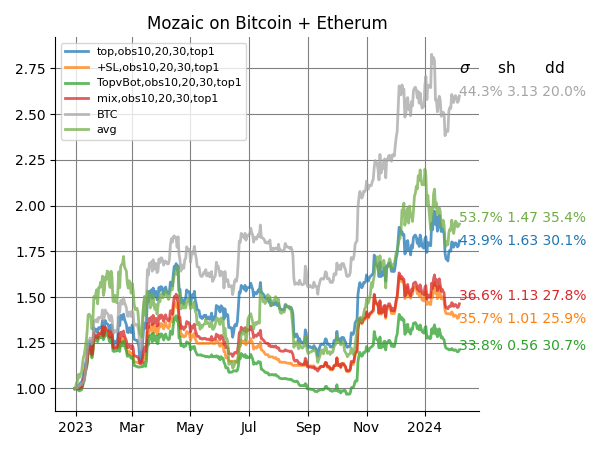 Mozaic on Bitcoin + Etherum
top,obs10,20,30,top1
+SL,obs10,20,30,top1
TopvBot,obs10,20,30,top1
mix,obs10,20,30,top1
BTC
avg
σ sh dd
44.3% 3.13 20.0%
53.7% 1.47 35.4%
43.9% 1.63 30.1%
36.6% 1.13 27.8%
35.7% 1.01 25.9%
33.8% 0.56 30.7%
2.75
2.50
2.25
2.00
1.75
1.50
1.25
1.00
2023 Mar May Jul Sep Nov 2024